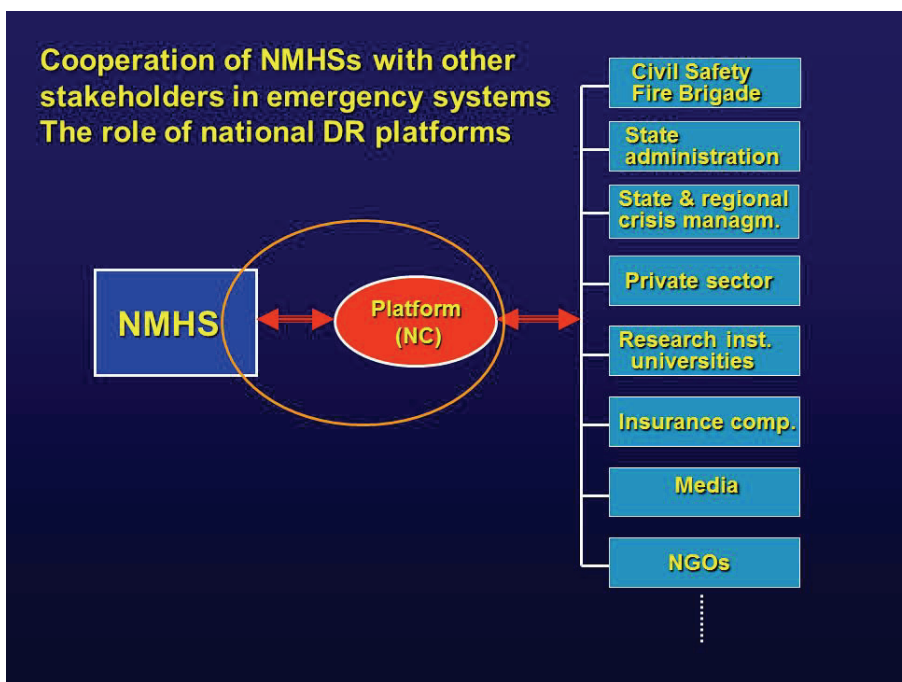 Cooperation of NMHSs with other
stakeholders in emergency systems
The role of national DR platforms
NMHS
Platform
(NC)
Civil Safety
Fire Brigade
State
administration
State & regional
crisis managm.
Private sector
Research inst.
universities
Insurance comp.
Media
NGOs